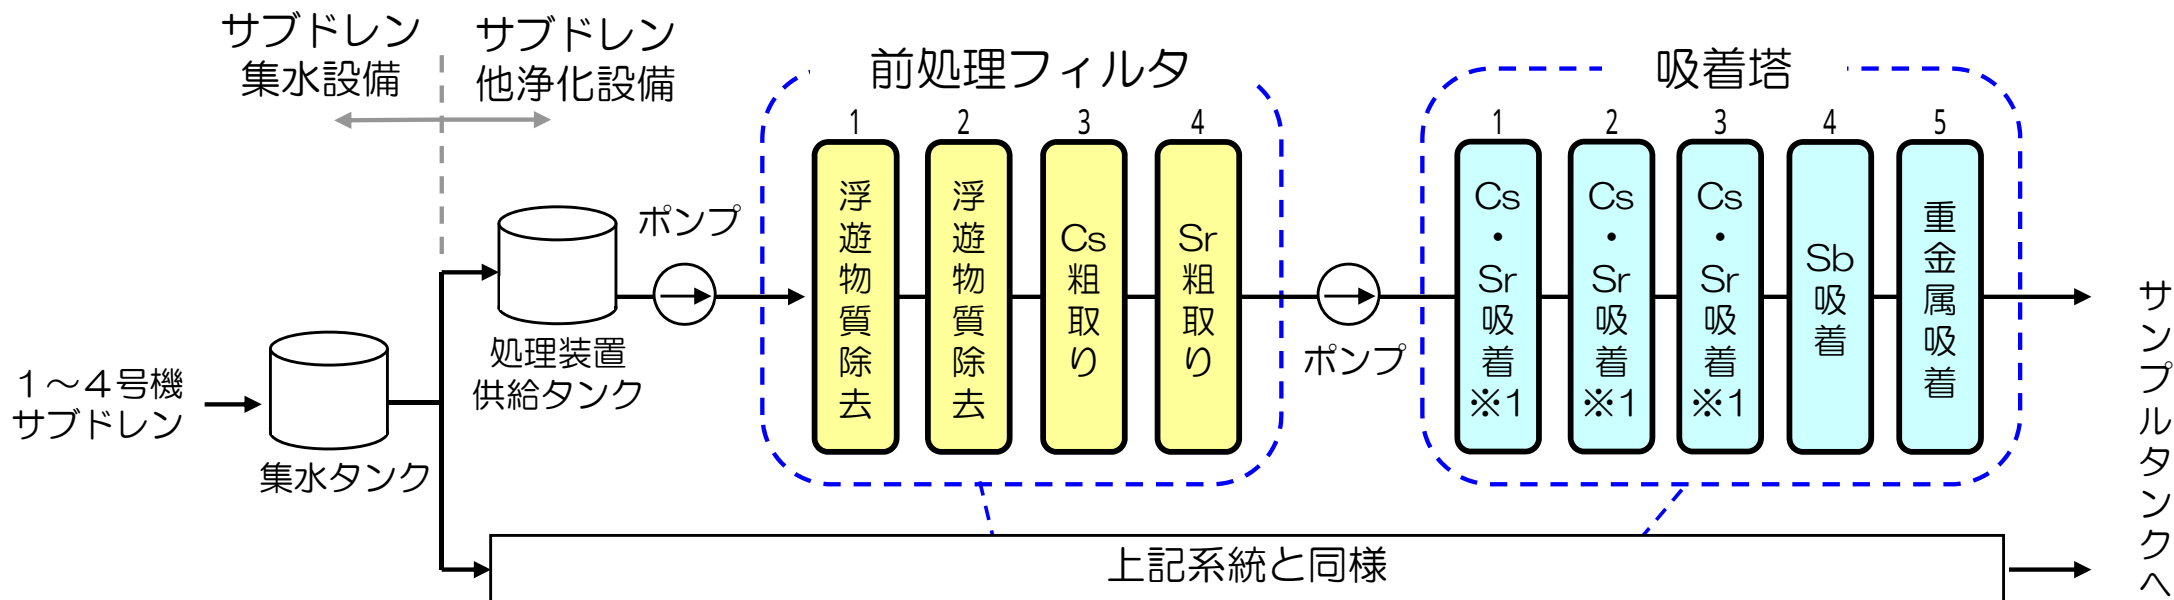 サブドレン
集水設備
サブドレン
他浄化設備
前処理フィルタ
吸着塔
1
2
3
4
1
2
3
4
5
浮遊物質除去
浮遊物質除去
Cs粗取り
Sr粗取り
Cs・Sr吸着※1
Cs・Sr吸着※1
Cs・Sr吸着※1
Sb吸着
重金属吸着
ポンプ
ポンプ
処理装置
供給タンク
1～4号機
サブドレン
集水タンク
サンプルタンクへ
上記系統と同様